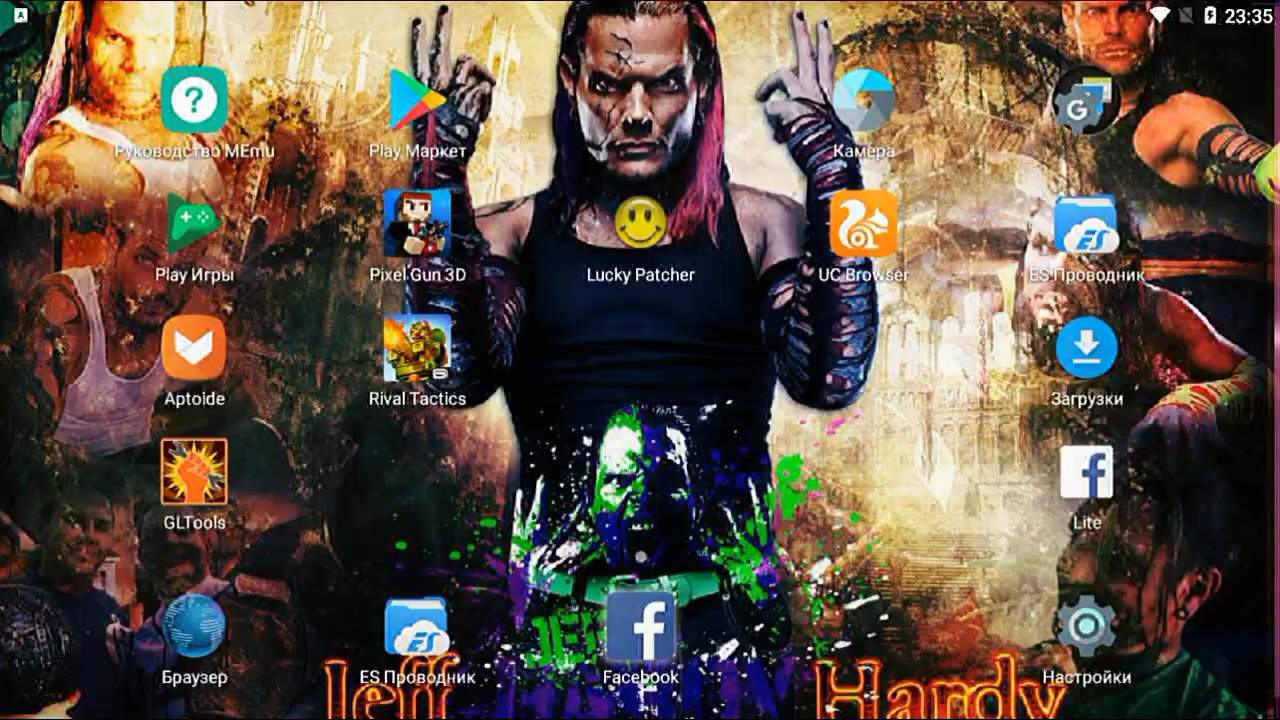 A
23:35
Руководство MEmu
Play Маркет
Камера
G
Play Игры
Pixel Gun 3D
Lucky Patcher
UC Browser
ES Проводник
Aptoide
Rival Tactics
Загрузки
GLTools
Lite
Браузер
ES Проводник
Facebook
Настройки
Jeff Hardy